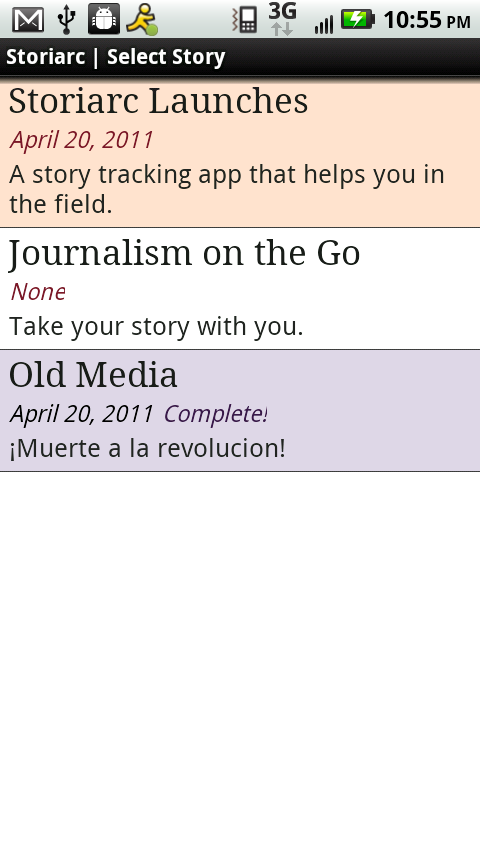 3G 10:55 PM
Storiarc | Select Story
Storiarc Launches
April 20, 2011
A story tracking app that helps you in
the field.
Journalism on the Go
None
Take your story with you.
Old Media
April 20, 2011 Complete!
¡Muerte a la revolucion!